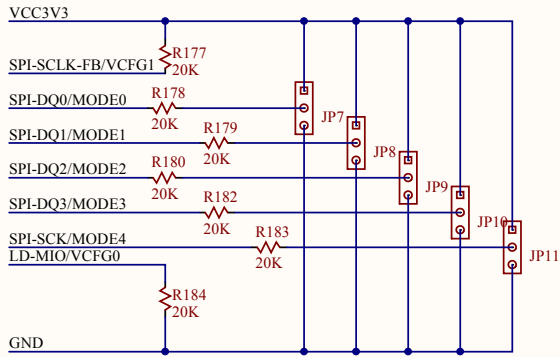 VCC3V3
R177
SPI-SCLK-FB/VCFG1
20K
R178
SPI-DQ0/MODE0
20K
JP7
R179
SPI-DQ1/MODE1
20K
JP8
R180
SPI-DQ2/MODE2
20K
JP9
R182
SPI-DQ3/MODE3
20K
JP10
R183
SPI-SCK/MODE4
20K
JP11
LD-MIO/VCFG0
R184
20K
GND